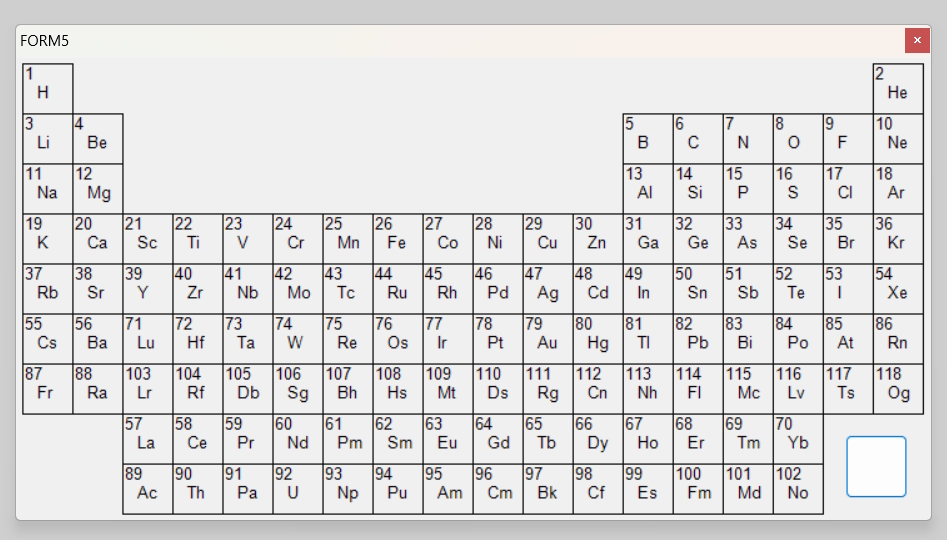 FORM5 ×
1 2
H He
3 4 5 6 7 8 9 10
Li Be B C N O F Ne
11 12 13 14 15 16 17 18
Na Mg Al Si P S Cl Ar
19 20 21 22 23 24 25 26 27 28 29 30 31 32 33 34 35 36
K Ca Sc Ti V Cr Mn Fe Co Ni Cu Zn Ga Ge As Se Br Kr
37 38 39 40 41 42 43 44 45 46 47 48 49 50 51 52 53 54
Rb Sr Y Zr Nb Mo Tc Ru Rh Pd Ag Cd In Sn Sb Te I Xe
55 56 71 72 73 74 75 76 77 78 79 80 81 82 83 84 85 86
Cs Ba Lu Hf Ta W Re Os Ir Pt Au Hg Tl Pb Bi Po At Rn
87 88 103 104 105 106 107 108 109 110 111 112 113 114 115 116 117 118
Fr Ra Lr Rf Db Sg Bh Hs Mt Ds Rg Cn Nh Fl Mc Lv Ts Og
57 58 59 60 61 62 63 64 65 66 67 68 69 70
La Ce Pr Nd Pm Sm Eu Gd Tb Dy Ho Er Tm Yb
89 90 91 92 93 94 95 96 97 98 99 100 101 102
Ac Th Pa U Np Pu Am Cm Bk Cf Es Fm Md No